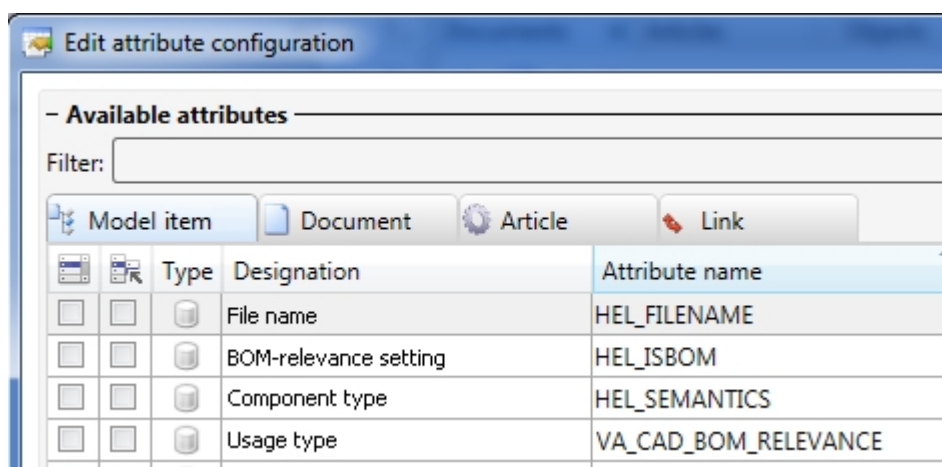 Edit attribute configuration
Available attributes
Filter:
Model item Document Article Link
Type Designation Attribute name
File name HEL_FILENAME
BOM-relevance setting HEL_ISBOM
Component type HEL_SEMANTICS
Usage type VA_CAD_BOM_RELEVANCE